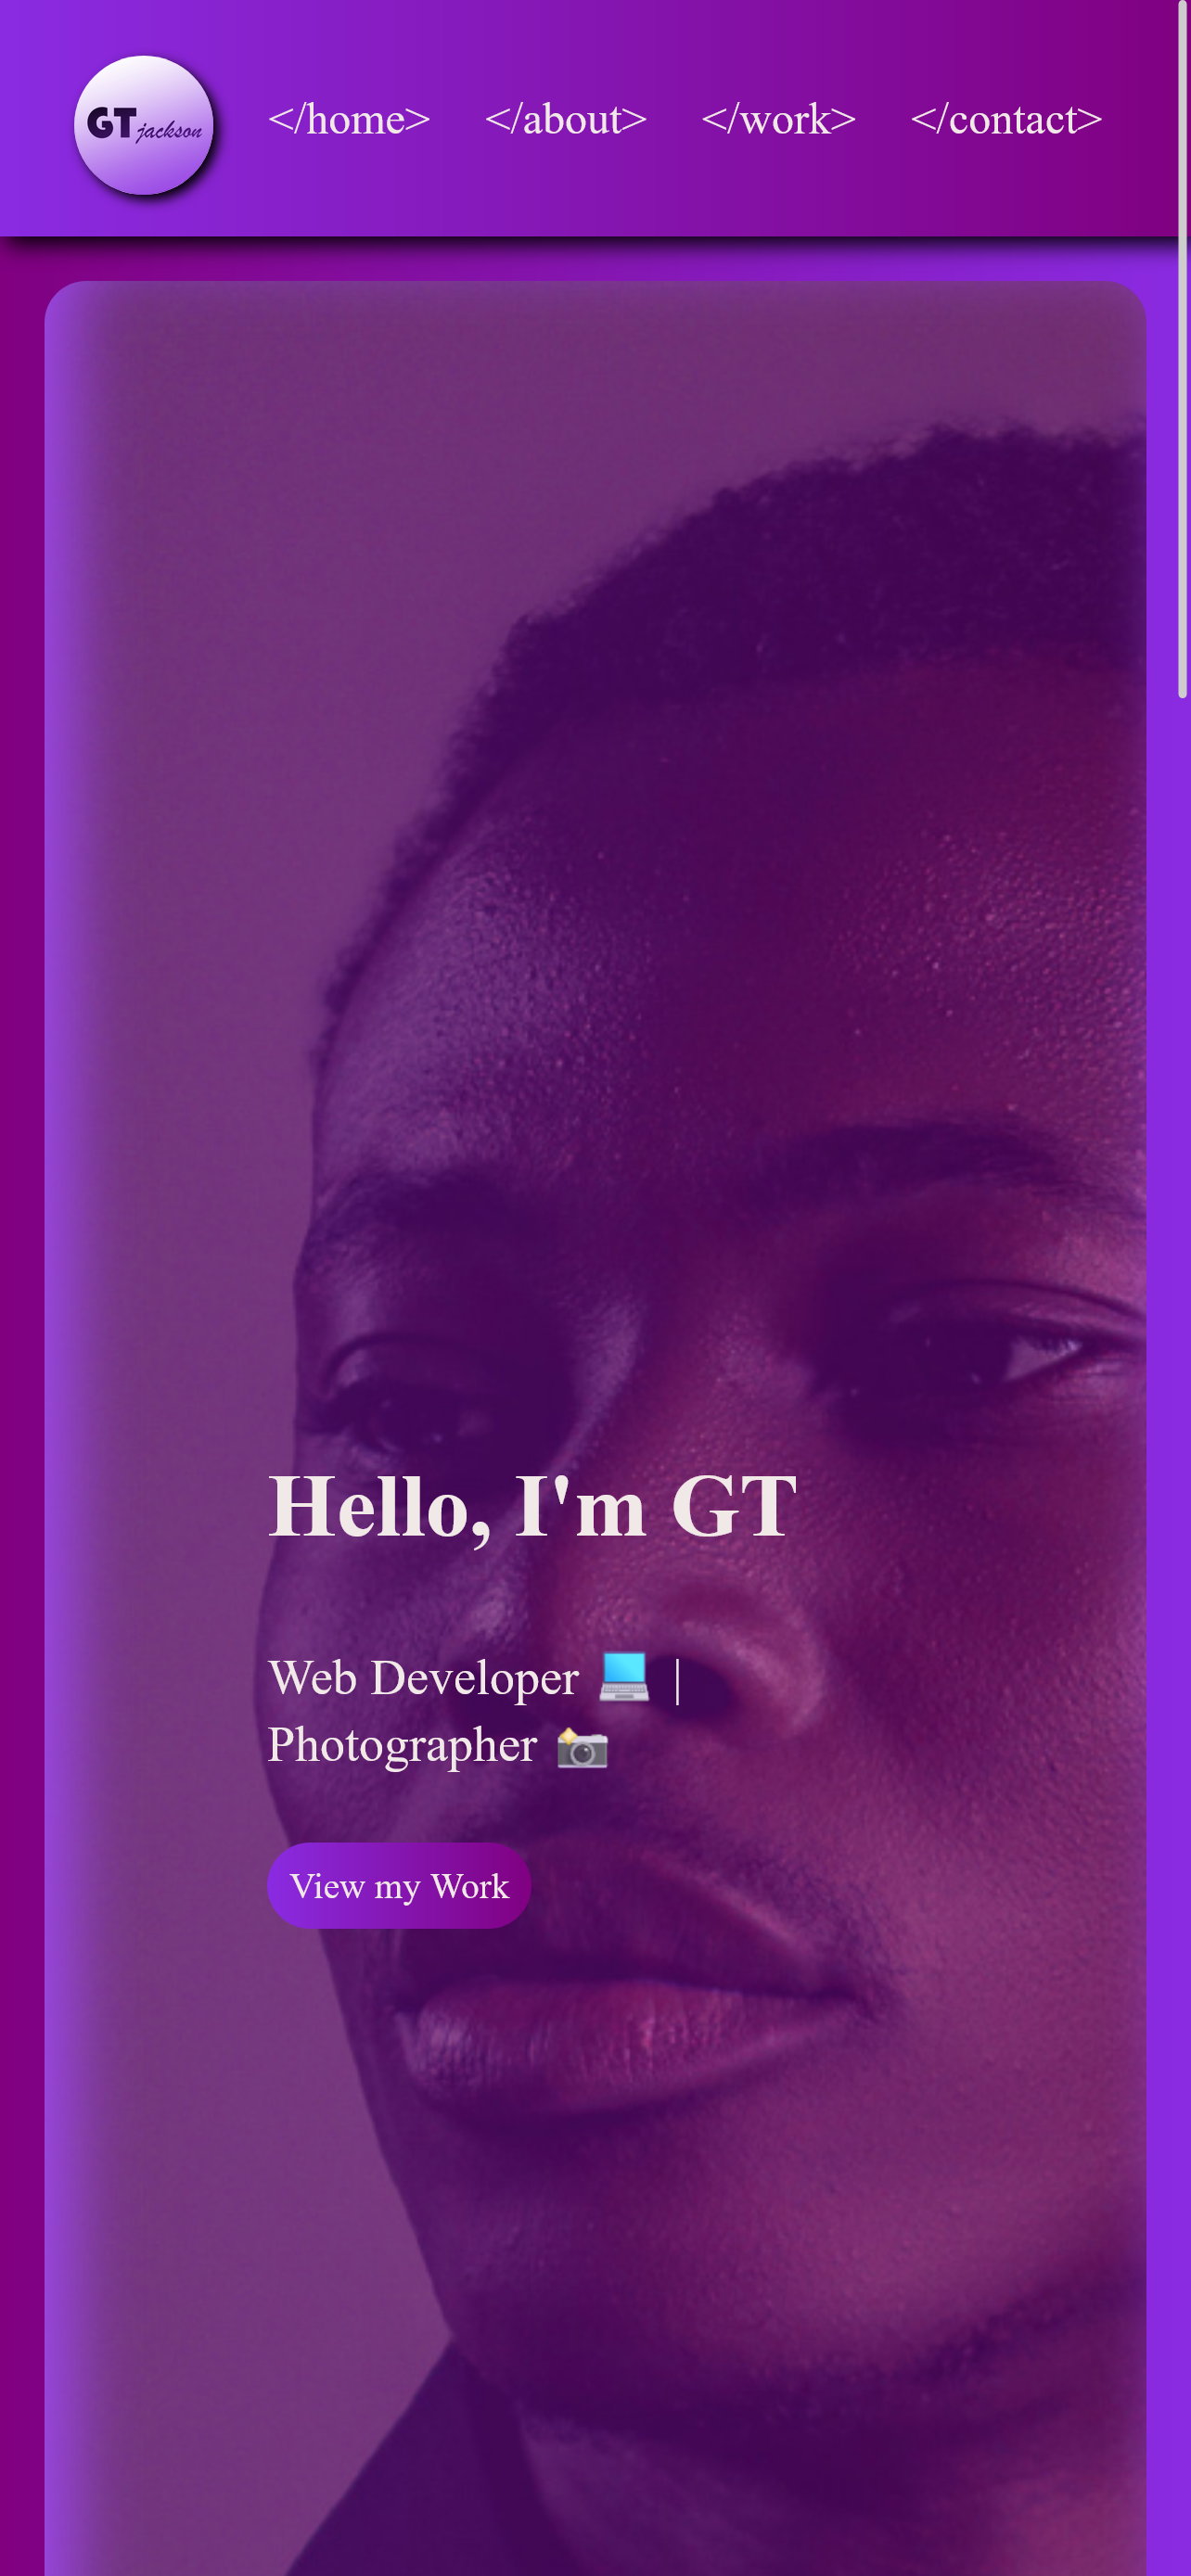 GT jackson </home> </about> </work> </contact>
Hello, I'm GT
Web Developer 💻 |
Photographer 📸
View my Work